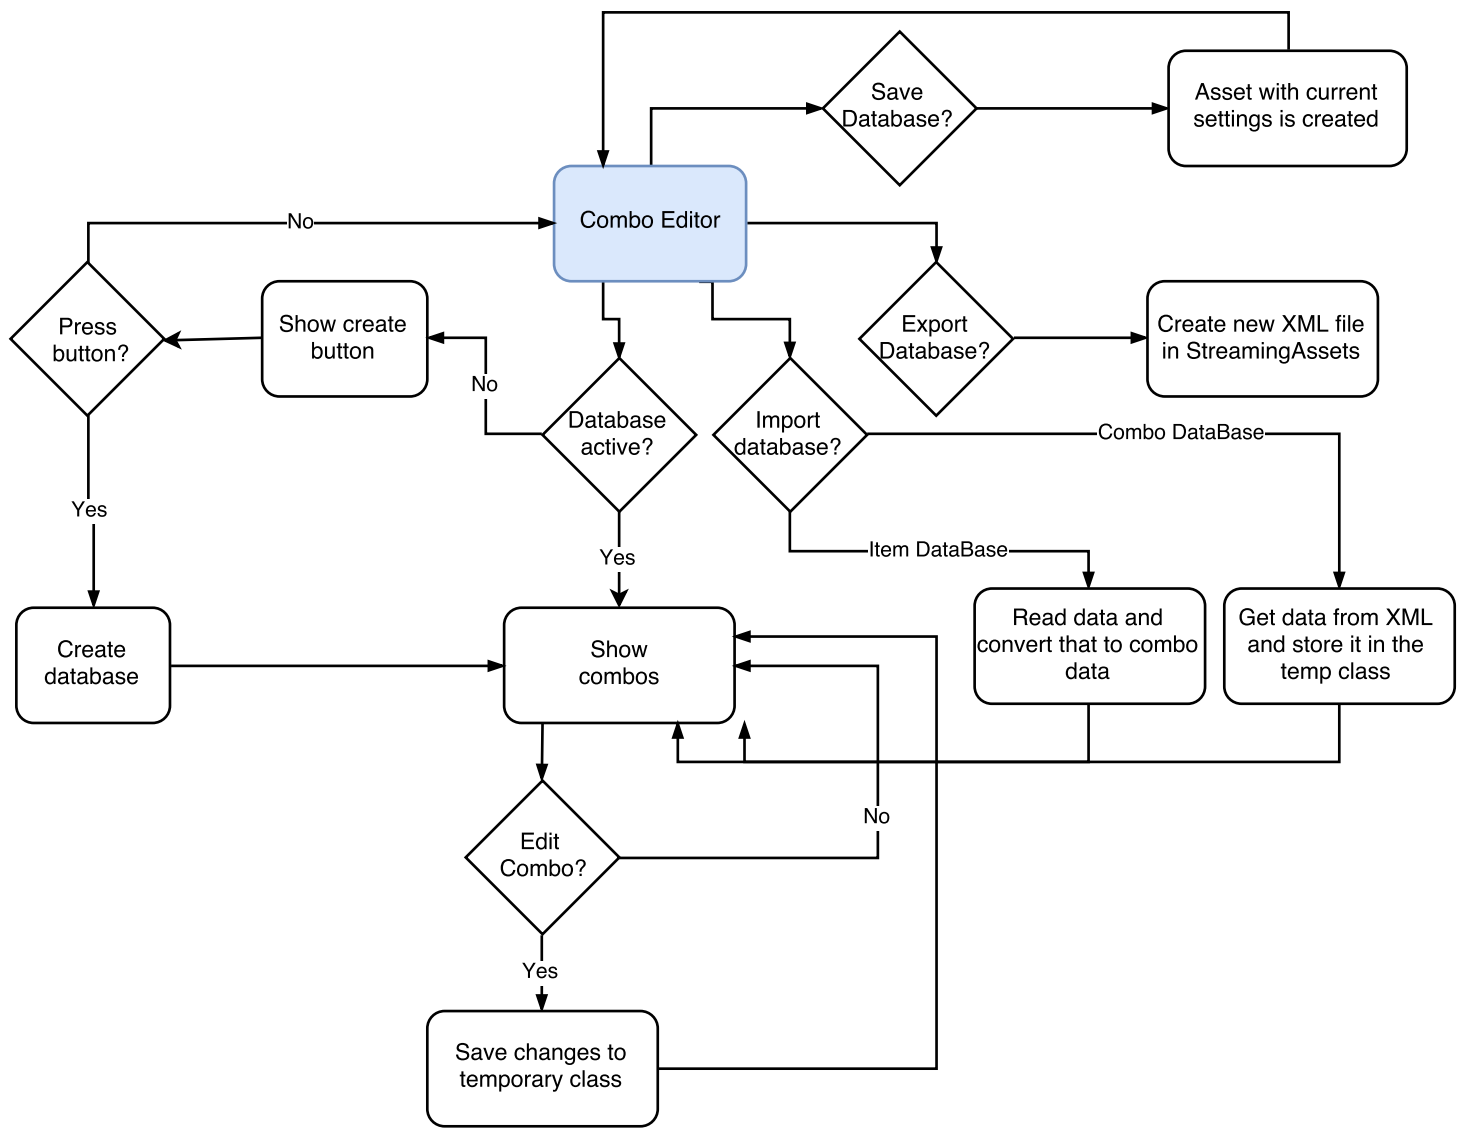 Save
Database?
Asset with current
settings is created
Combo Editor
No
Press
button?
Show create
button
No
Database
active?
Import
database?
Export
Database?
Create new XML file
in StreamingAssets
Combo DataBase
Yes
Yes
Item DataBase
Create
database
Show
combos
Read data and
convert that to combo
data
Get data from XML
and store it in the
temp class
No
Edit
Combo?
Yes
Save changes to
temporary class